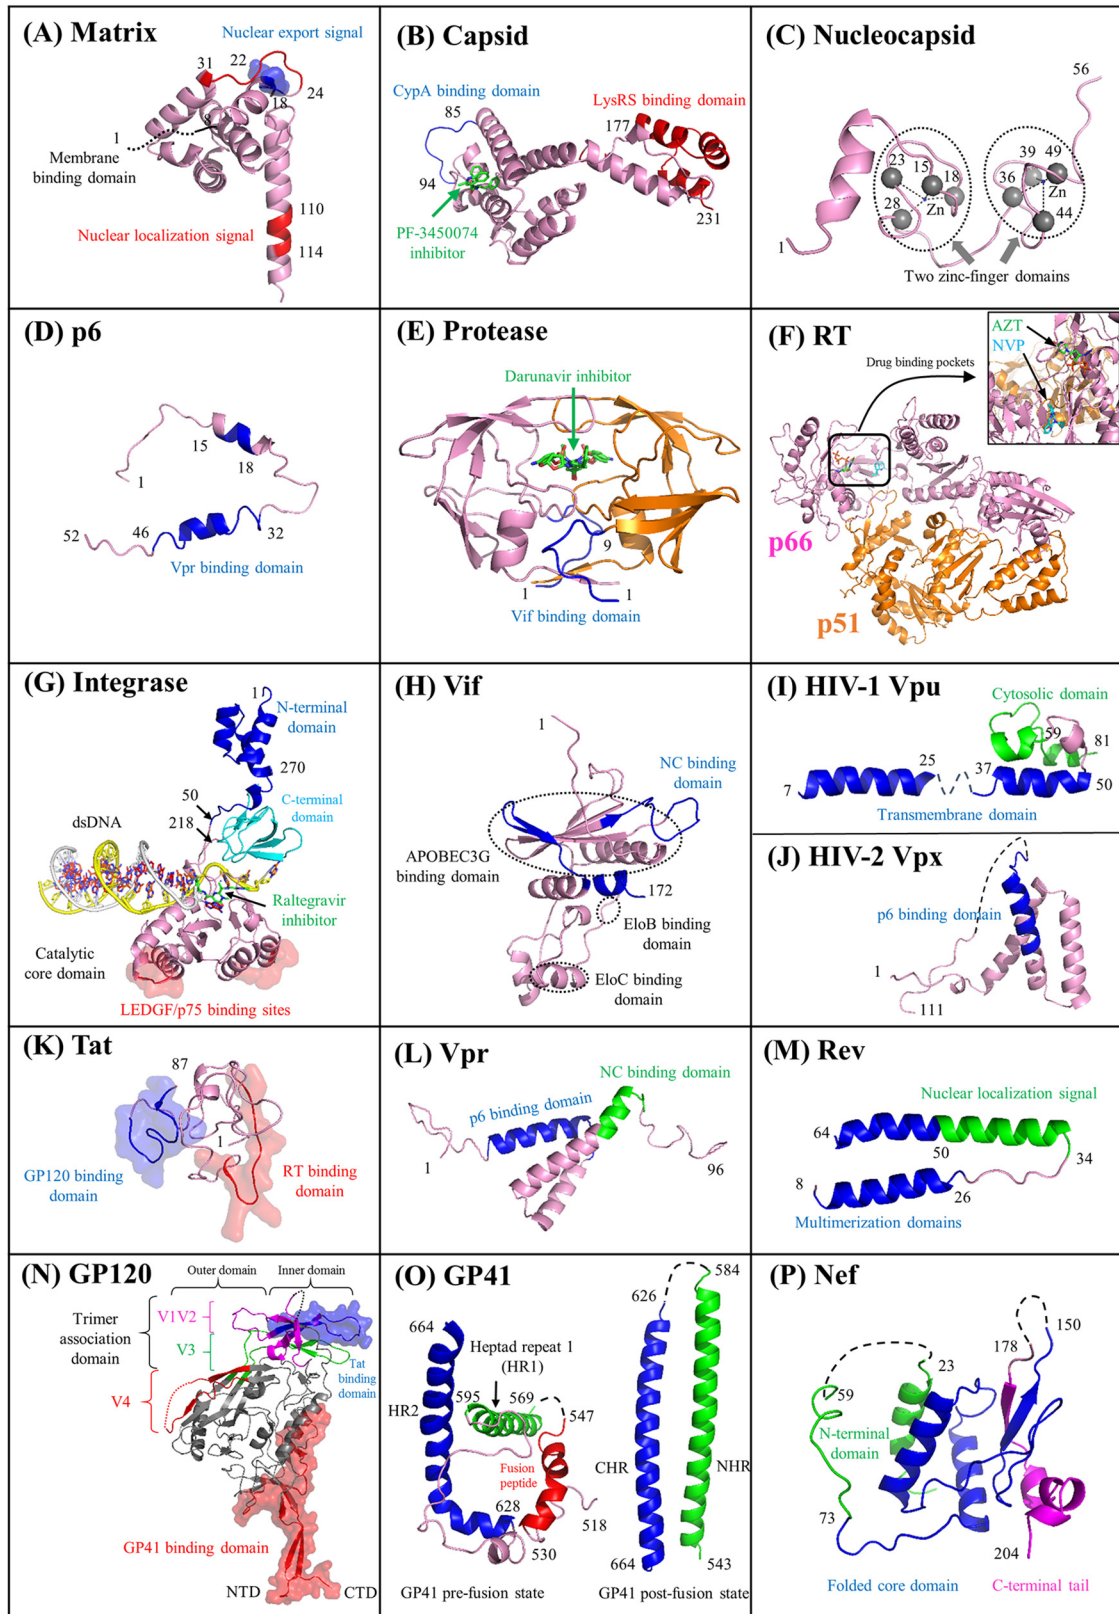 (A) Matrix
Nuclear export signal
31
22
18
24
8
1
Membrane
binding domain
110
Nuclear localization signal
114
(B) Capsid
CypA binding domain
85
LysRS binding domain
177
94
PF-3450074
inhibitor
231
(C) Nucleocapsid
56
23
15
18
28
Zn
39
49
36
Zn
44
1
Two zinc-finger domains
(D) p6
15
18
1
52
46
32
Vpr binding domain
(E) Protease
Darunavir inhibitor
9
1
1
Vif binding domain
(F) RT
AZT
NVP
Drug binding pockets
p66
p51
(G) Integrase
1
N-terminal
domain
270
50
C-terminal
domain
218
dsDNA
Raltegravir
inhibitor
Catalytic
core domain
LEDGF/p75 binding sites
(H) Vif
1
NC binding
domain
APOBEC3G
binding domain
172
EloB binding
domain
EloC binding
domain
(I) HIV-1 Vpu
Cytosolic domain
59
81
25
37
7
50
Transmembrane domain
(J) HIV-2 Vpx
p6 binding domain
1
111
(K) Tat
87
1
GP120 binding
domain
RT binding
domain
(L) Vpr
NC binding domain
p6 binding domain
1
96
(M) Rev
Nuclear localization signal
64
50
34
8
26
Multimerization domains
(N) GP120
Outer domain
Inner domain
Trimer
association
domain
V1V2
V3
Tat
binding
domain
V4
GP41 binding domain
NTD
CTD
(O) GP41
584
626
664
Heptad repeat 1
(HR1)
595
569
547
HR2
Fusion
peptide
CHR
NHR
628
518
530
664
543
GP41 pre-fusion state
GP41 post-fusion state
(P) Nef
150
178
23
59
N-terminal
domain
73
204
Folded core domain
C-terminal tail